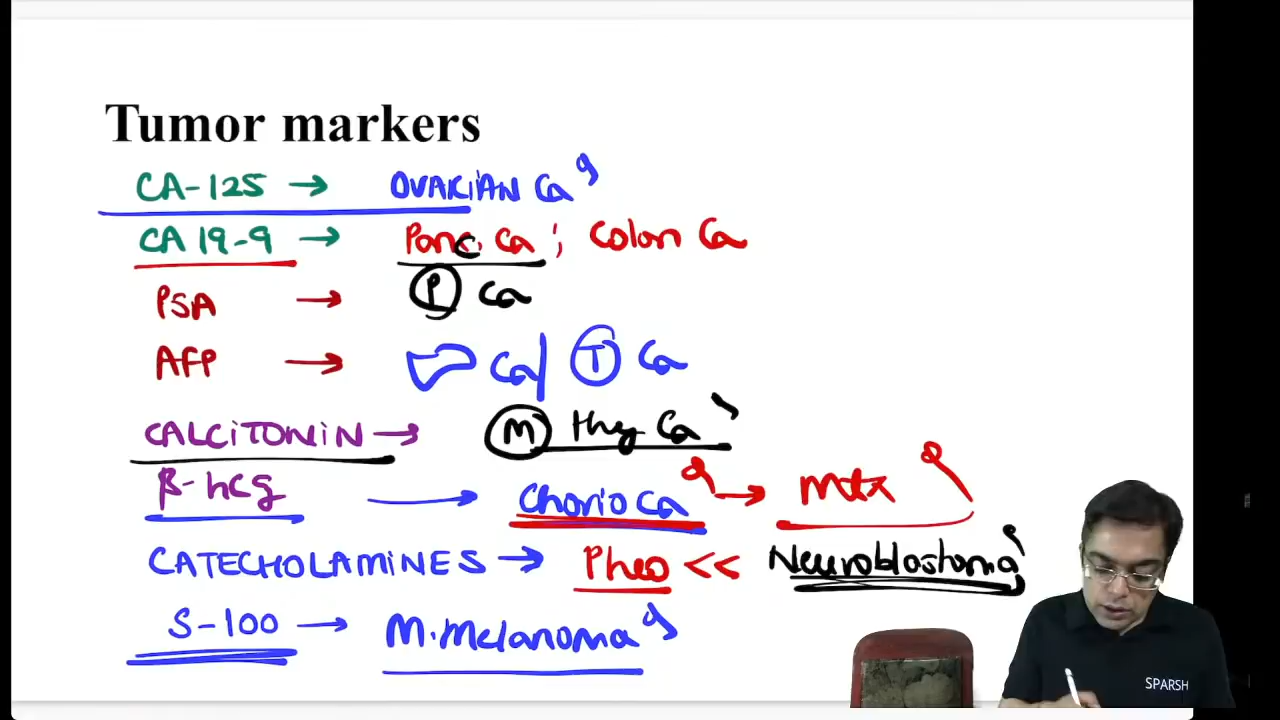 Tumor markers
CA-125 → OVARIAN Ca
CA 19-9 → Panc. Ca ; Colon Ca
PSA → P Ca
AFP → Ca / T Ca
CALCITONIN → M thy Ca
β-hCg → Chorio Ca → Mtx
CATECHOLAMINES → Pheo << Neuroblastoma
S-100 → M.Melanoma
SPARSH